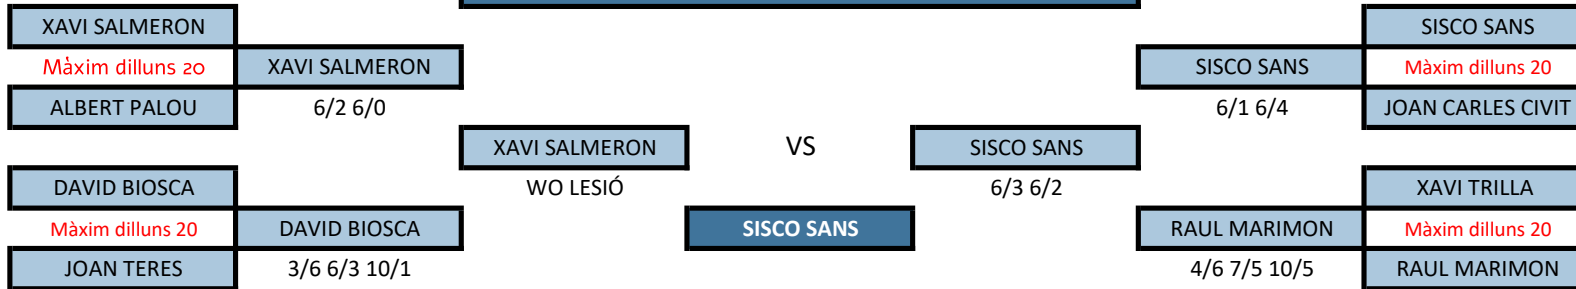 XAVI SALMERON
SISCO SANS
Màxim dilluns 20
XAVI SALMERON
SISCO SANS
Màxim dilluns 20
ALBERT PALOU
6/2 6/0
6/1 6/4
JOAN CARLES CIVIT
XAVI SALMERON
VS
SISCO SANS
DAVID BIOSCA
WO LESIÓ
6/3 6/2
XAVI TRILLA
Màxim dilluns 20
DAVID BIOSCA
SISCO SANS
RAUL MARIMON
Màxim dilluns 20
JOAN TERES
3/6 6/3 10/1
4/6 7/5 10/5
RAUL MARIMON